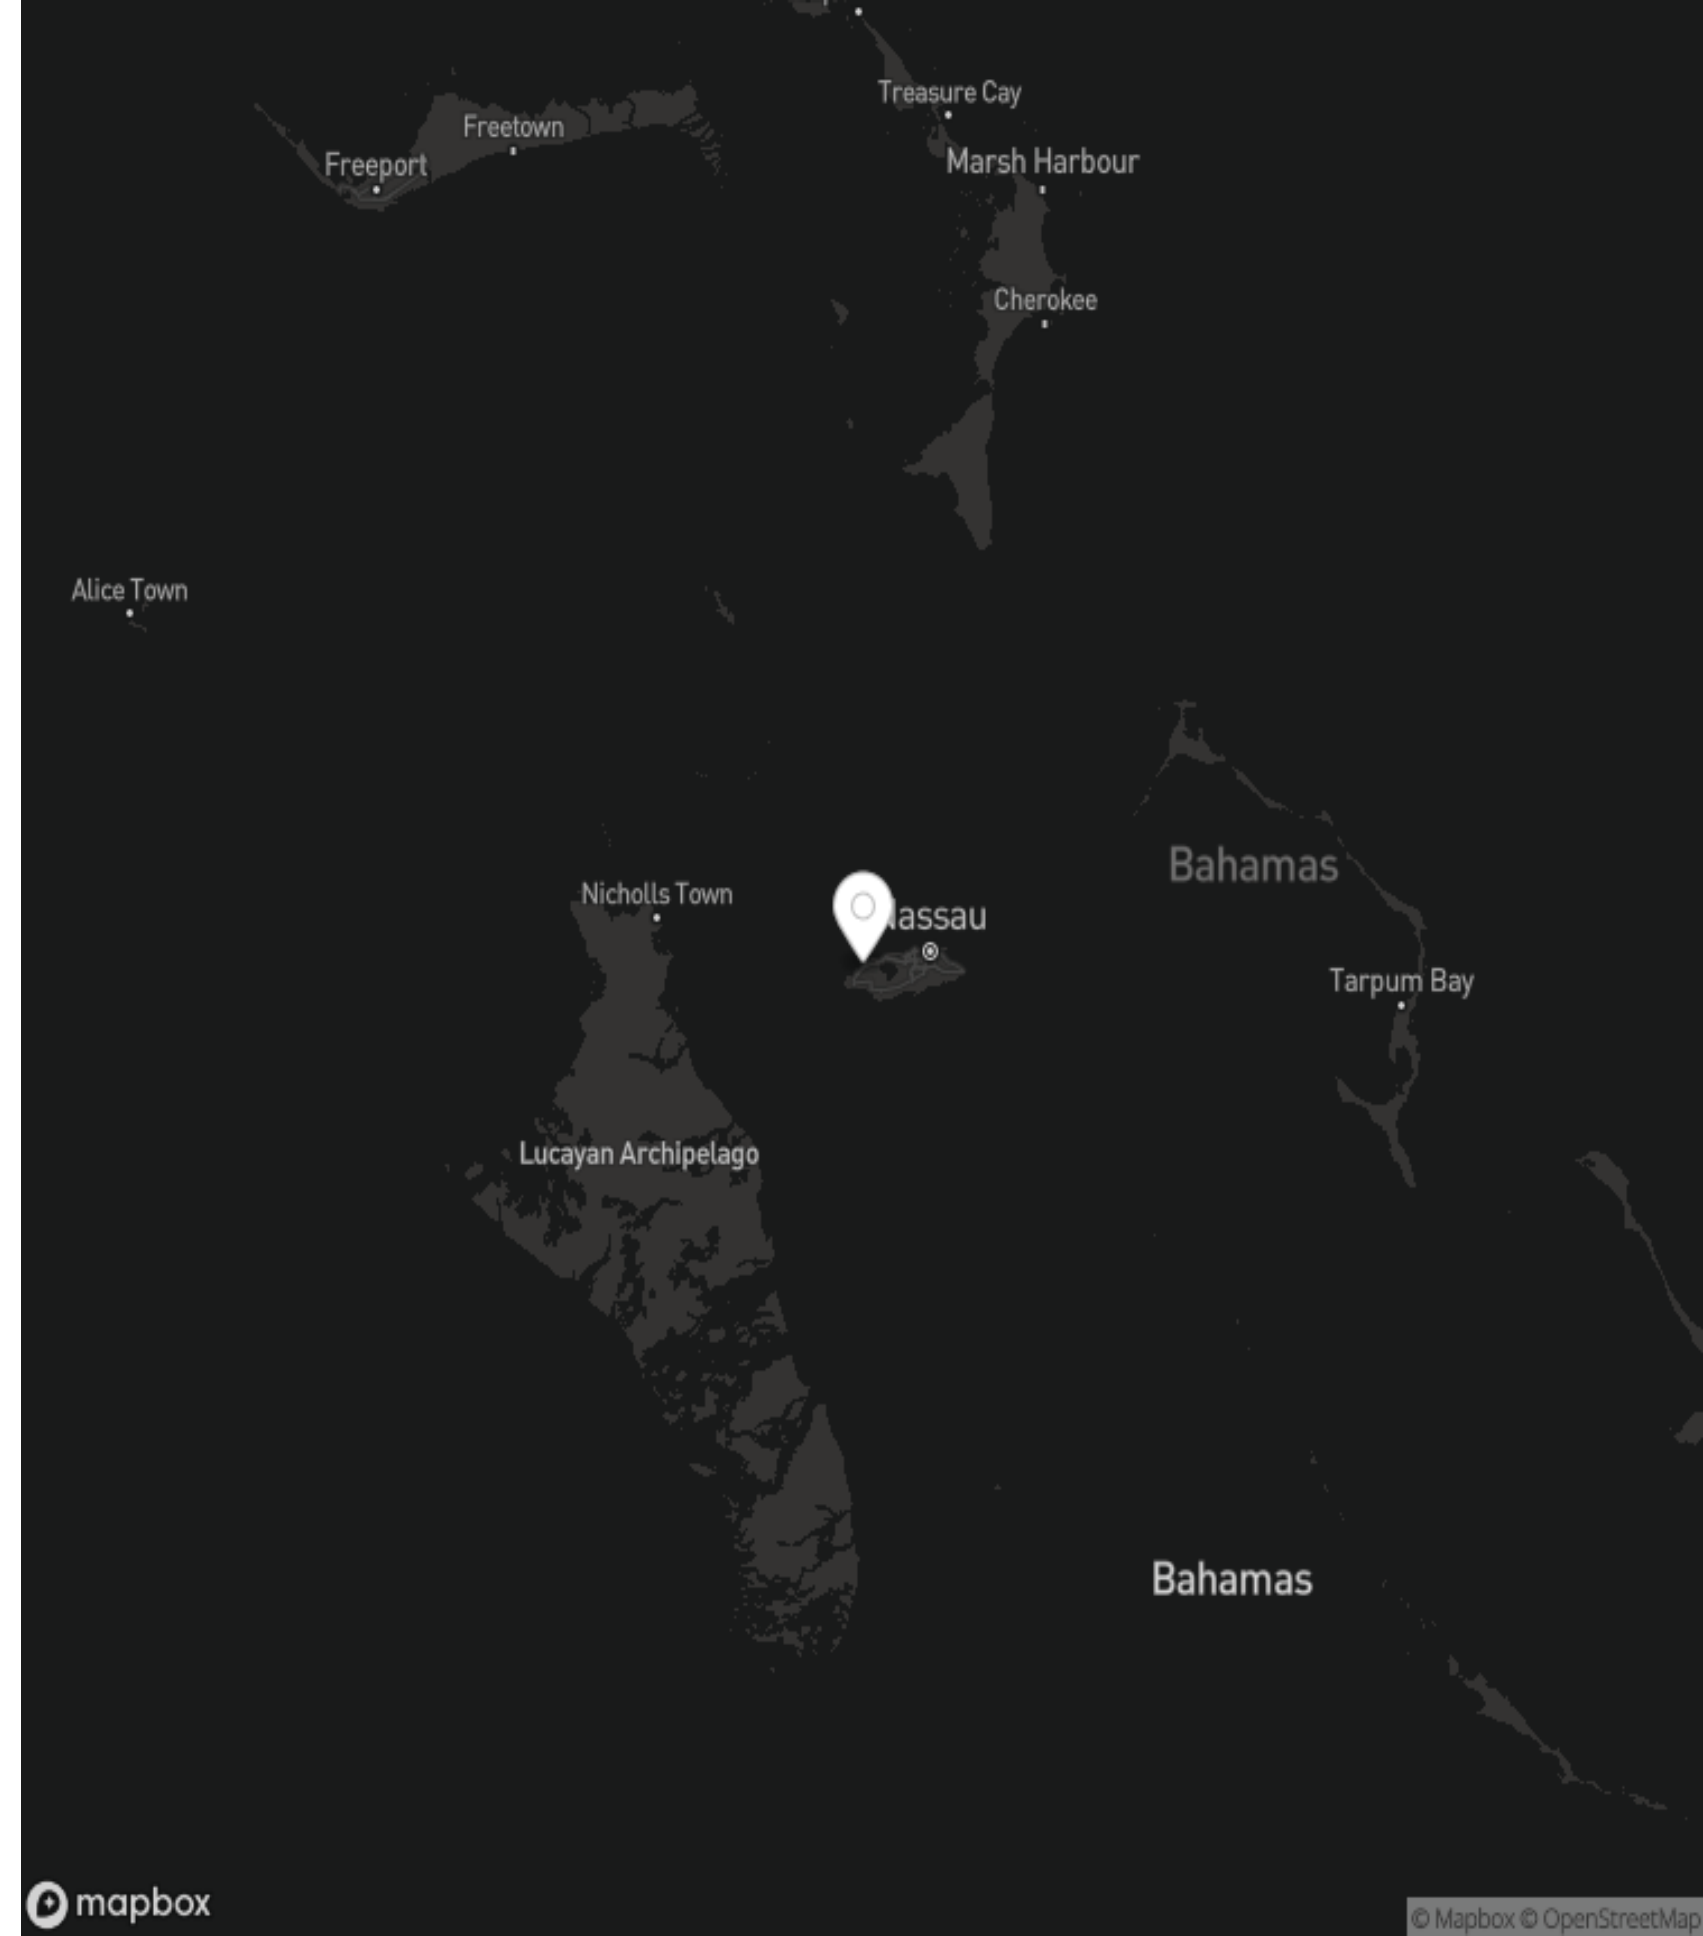 Treasure Cay
Freetown
Marsh Harbour
Freeport
Cherokee
Alice Town
Bahamas
Nicholls Town
assau
Tarpum Bay
Lucayan Archipelago
Bahamas
mapbox
© Mapbox © OpenStreetMap